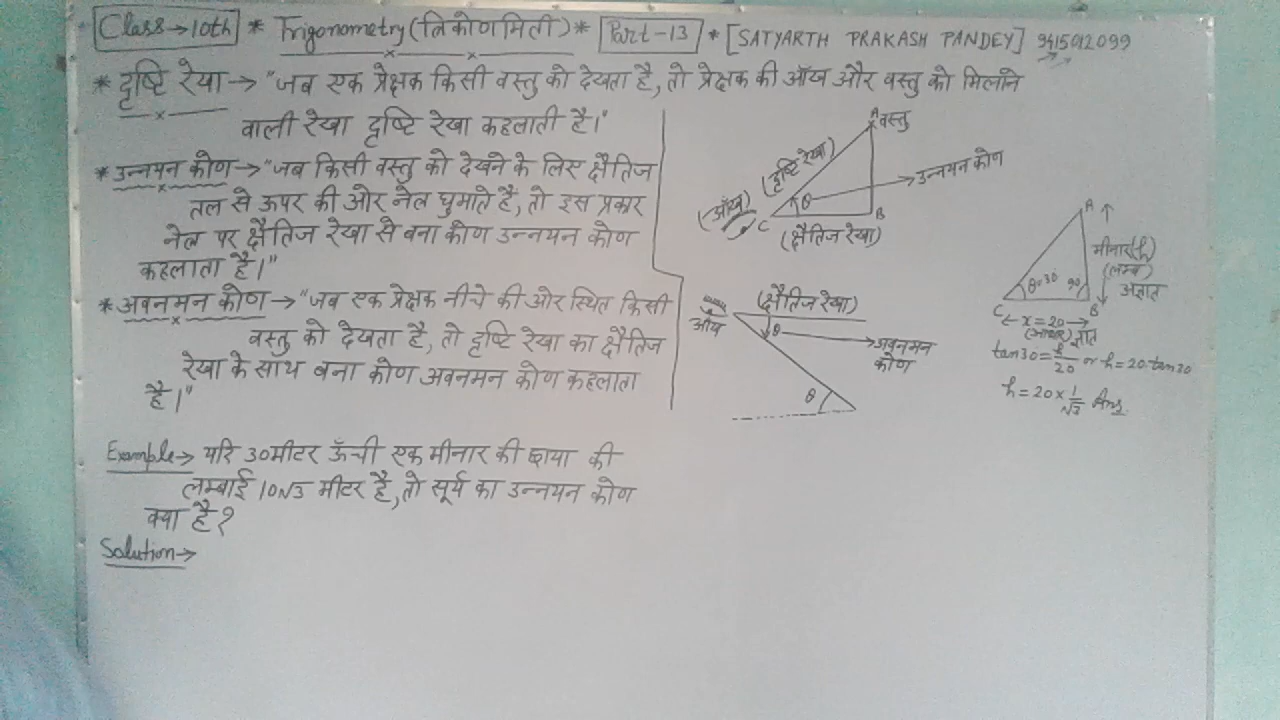 Class→10th * Trigonometry(त्रिकोणमिती)* Part-13 * [SATYARTH PRAKASH PANDEY] 9415012099
* दृष्टि रेखा→"जब एक प्रेक्षक किसी वस्तु को देखता है, तो प्रेक्षक की आँख और वस्तु को मिलाने
वाली रेखा दृष्टि रेखा कहलाती है।"
* उन्नयन कोण→"जब किसी वस्तु को देखने के लिए क्षैतिज
तल से ऊपर की ओर नेत्र घुमाते है, तो इस प्रकार
नेत्र पर क्षैतिज रेखा से बना कोण उन्नयन कोण
कहलाता है।"
* अवनमन कोण→"जब एक प्रेक्षक नीचे की ओर स्थित किसी
वस्तु को देखता है, तो दृष्टि रेखा का क्षैतिज
रेखा के साथ बना कोण अवनमन कोण कहलाता
है।"
Example→ यदि 30मीटर ऊँची एक मीनार की छाया की
लम्बाई 10√3 मीटर है, तो सूर्य का उन्नयन कोण
क्या है?
Solution→
A वस्तु
(दृष्टि रेखा)
उन्नयन कोण
(आँख)
θ
C
B
(क्षैतिज रेखा)
(क्षैतिज रेखा)
आँख
θ
अवनमन
कोण
θ
A
मीनार(h)
(लम्ब)
अज्ञात
θ=30° 90°
C
B
←x=20→
(आधार) ज्ञात
tan30=h/20 or h=20 tan30
h=20×1/√3 Ans.